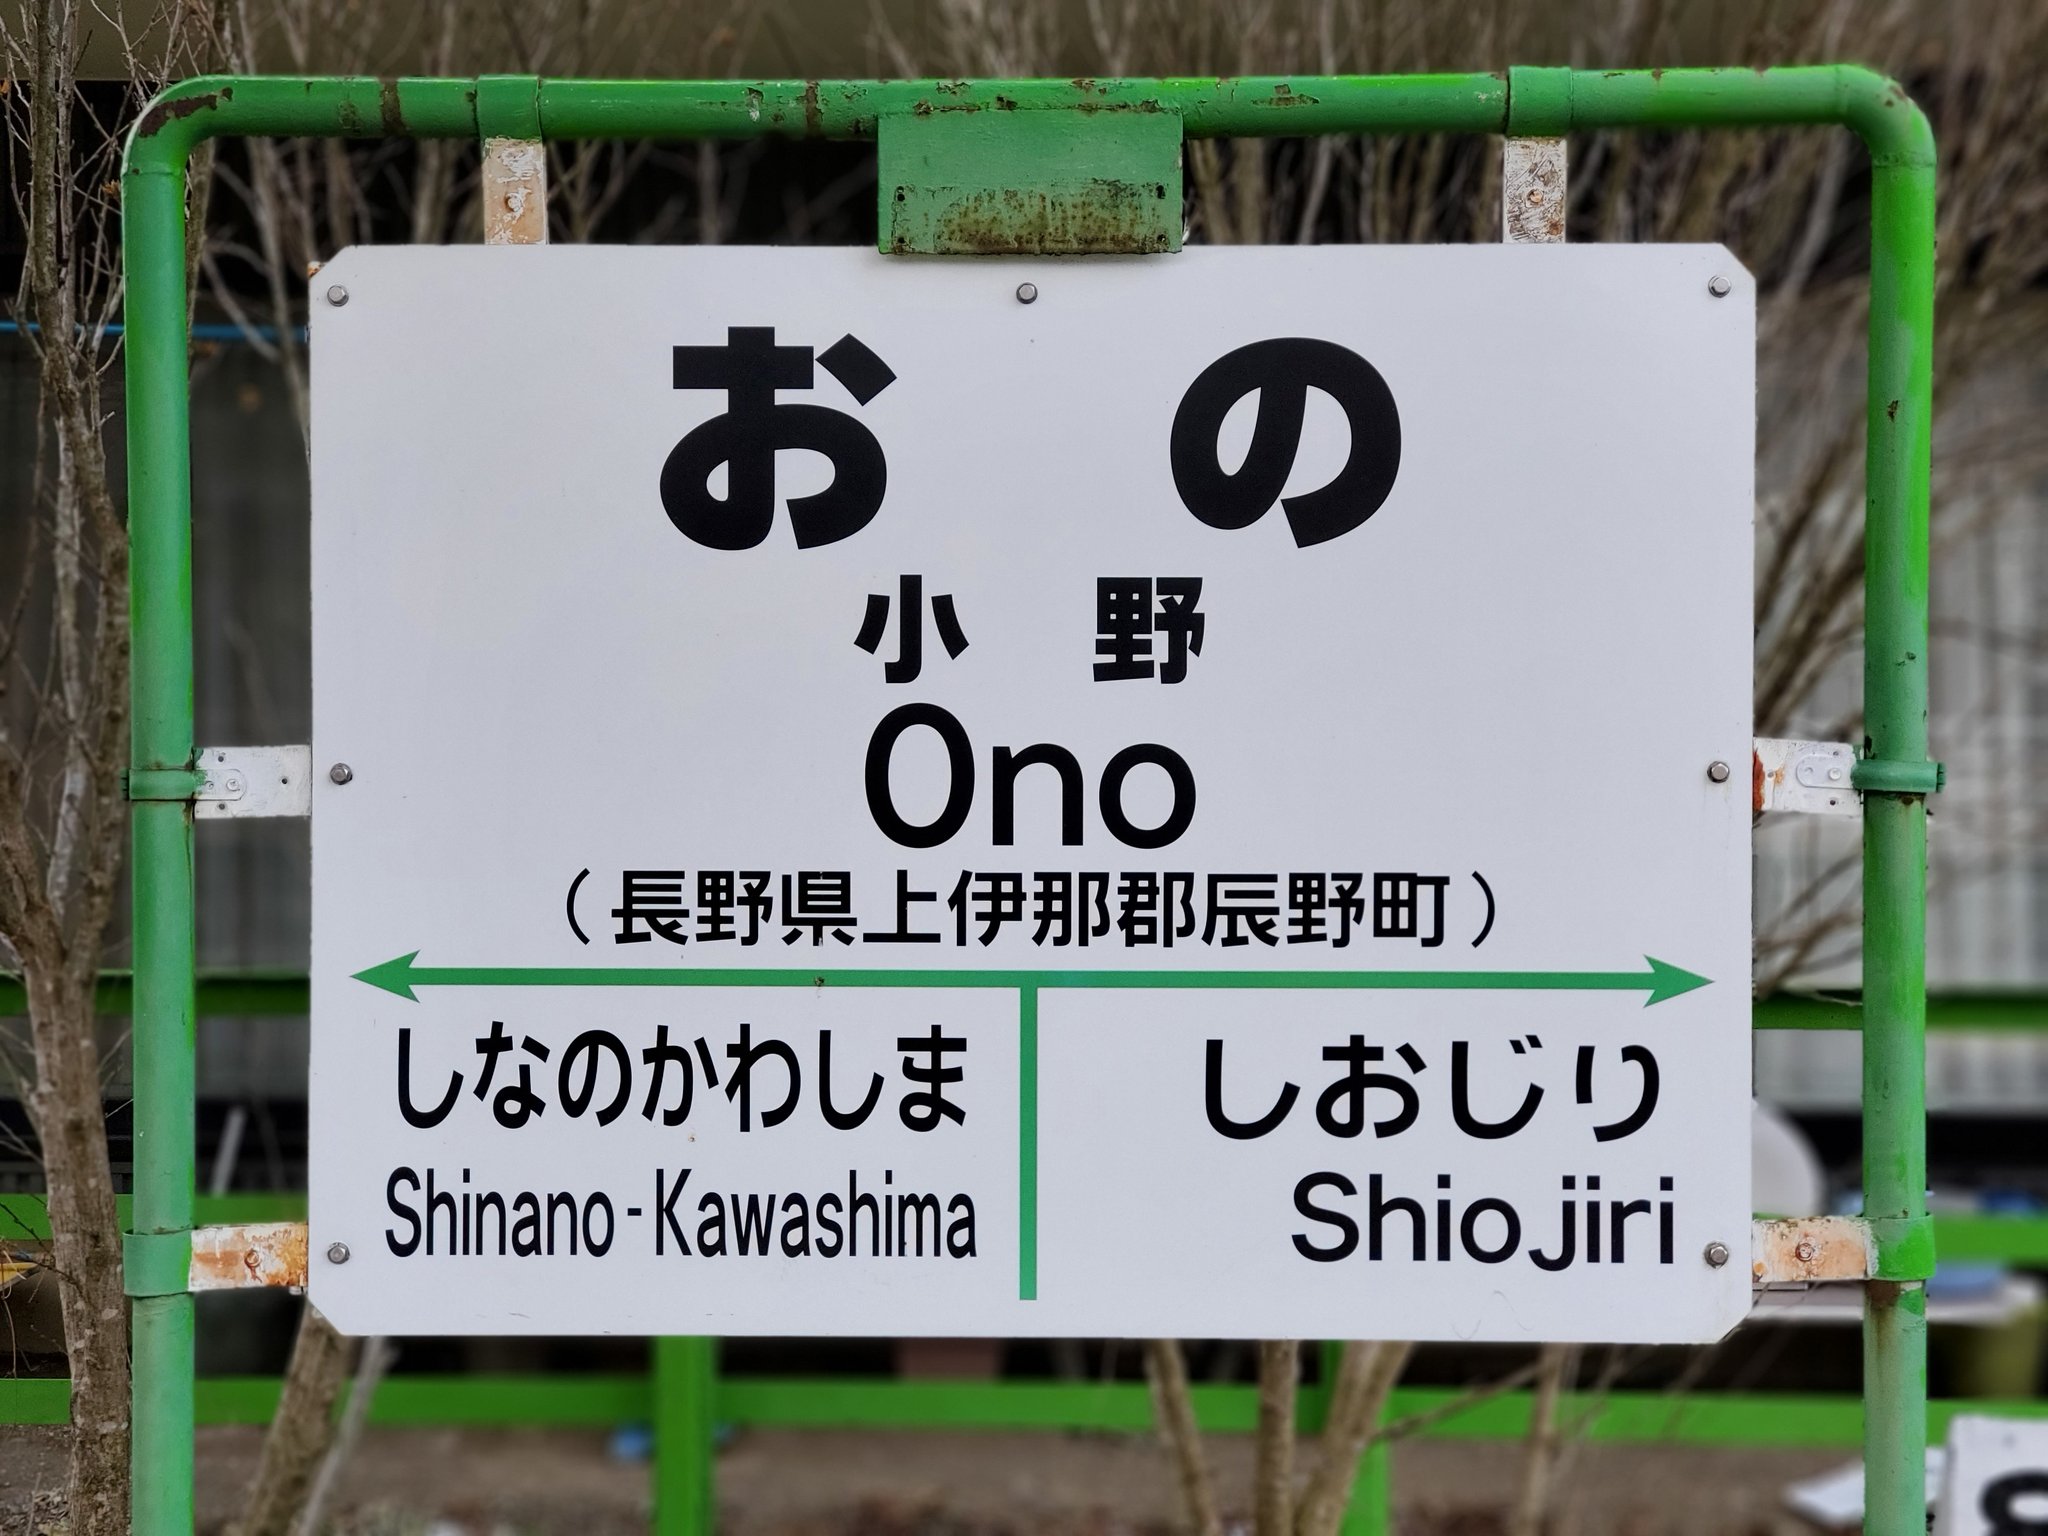 おの
小野
Ono
（長野県上伊那郡辰野町）
しなのかわしま
Shinano-Kawashima
しおじり
Shiojiri